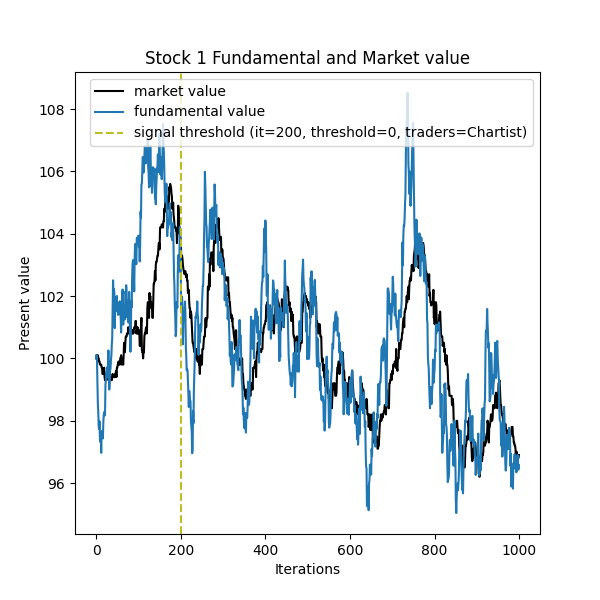 Stock 1 Fundamental and Market value
market value
fundamental value
signal threshold (it=200, threshold=0, traders=Chartist)
Present value
108
106
104
102
100
98
96
0 200 400 600 800 1000
Iterations